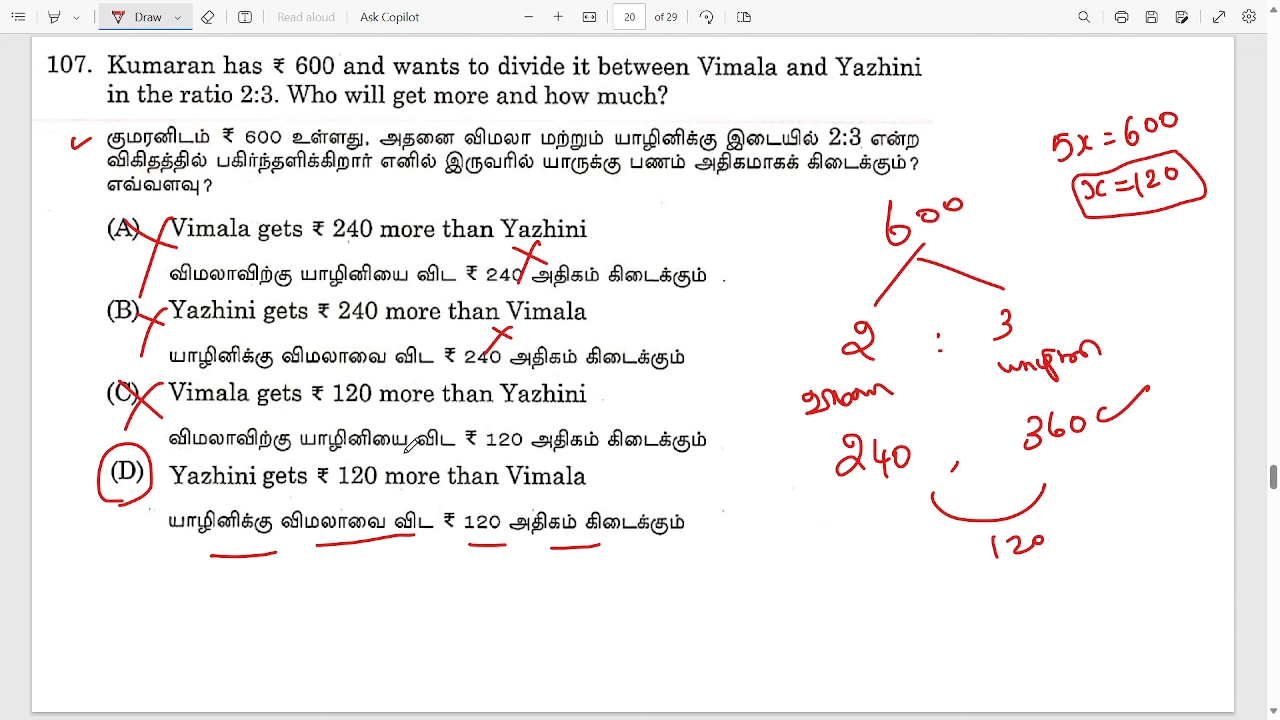 Draw
Read aloud
Ask Copilot
20
of 29
107. Kumaran has ₹ 600 and wants to divide it between Vimala and Yazhini
in the ratio 2:3. Who will get more and how much?
குமரனிடம் ₹ 600 உள்ளது, அதனை விமலா மற்றும் யாழினிக்கு இடையில் 2:3 என்ற
விகிதத்தில் பகிர்ந்தளிக்கிறார் எனில் இருவரில் யாருக்கு பணம் அதிகமாகக் கிடைக்கும்?
எவ்வளவு?
(A) Vimala gets ₹ 240 more than Yazhini
விமலாவிற்கு யாழினியை விட ₹ 240 அதிகம் கிடைக்கும்
(B) Yazhini gets ₹ 240 more than Vimala
யாழினிக்கு விமலாவை விட ₹ 240 அதிகம் கிடைக்கும்
(C) Vimala gets ₹ 120 more than Yazhini
விமலாவிற்கு யாழினியை விட ₹ 120 அதிகம் கிடைக்கும்
(D) Yazhini gets ₹ 120 more than Vimala
யாழினிக்கு விமலாவை விட ₹ 120 அதிகம் கிடைக்கும்
5x = 600
x = 120
600
2 : 3
240 , 360
120